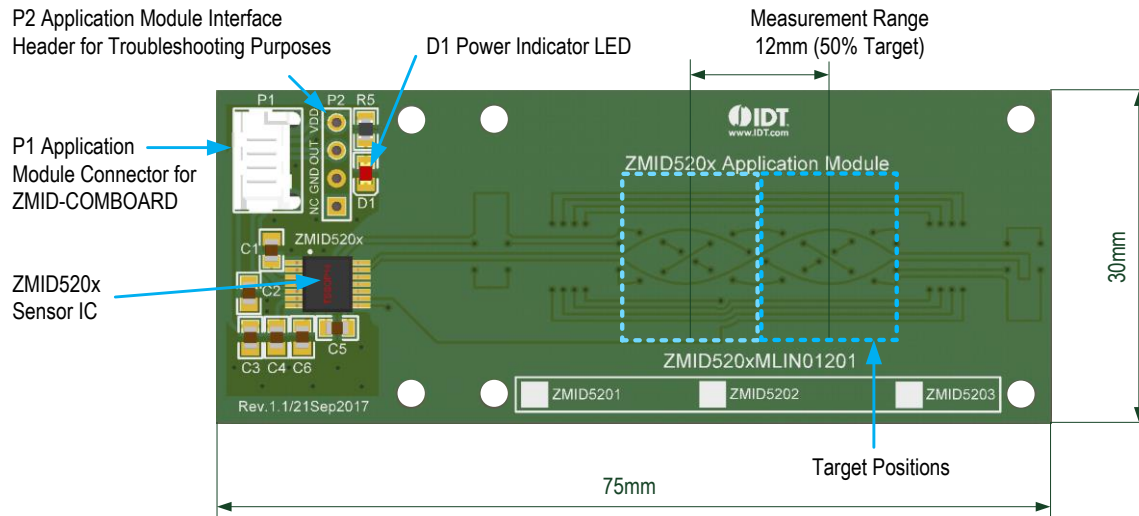 P2 Application Module Interface
Header for Troubleshooting Purposes
D1 Power Indicator LED
Measurement Range
12mm (50% Target)
P1 Application
Module Connector for
ZMID-COMBOARD
ZMID520x
Sensor IC
P1
P2
R5
VDD
OUT
GND
NC
D1
IDT.
www.IDT.com
ZMID520x Application Module
ZMID520x
C1
C2
C3
C4
C6
C5
Rev.1.1/21Sep2017
ZMID520xMLIN01201
ZMID5201
ZMID5202
ZMID5203
30mm
Target Positions
75mm